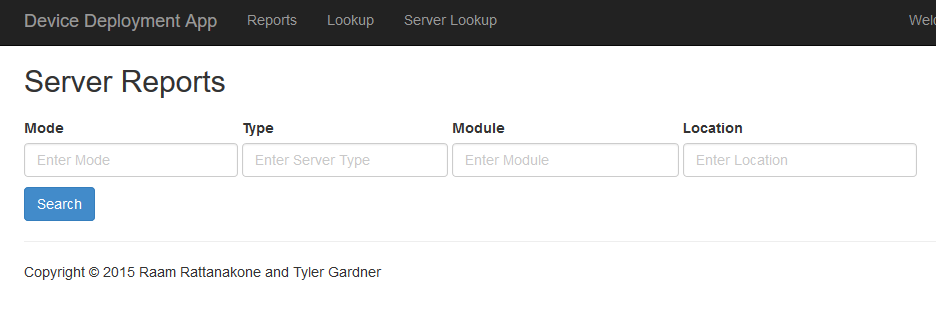 Device Deployment App Reports Lookup Server Lookup
Server Reports
Mode Type Module Location
Enter Mode Enter Server Type Enter Module Enter Location
Search
Copyright © 2015 Raam Rattanakone and Tyler Gardner